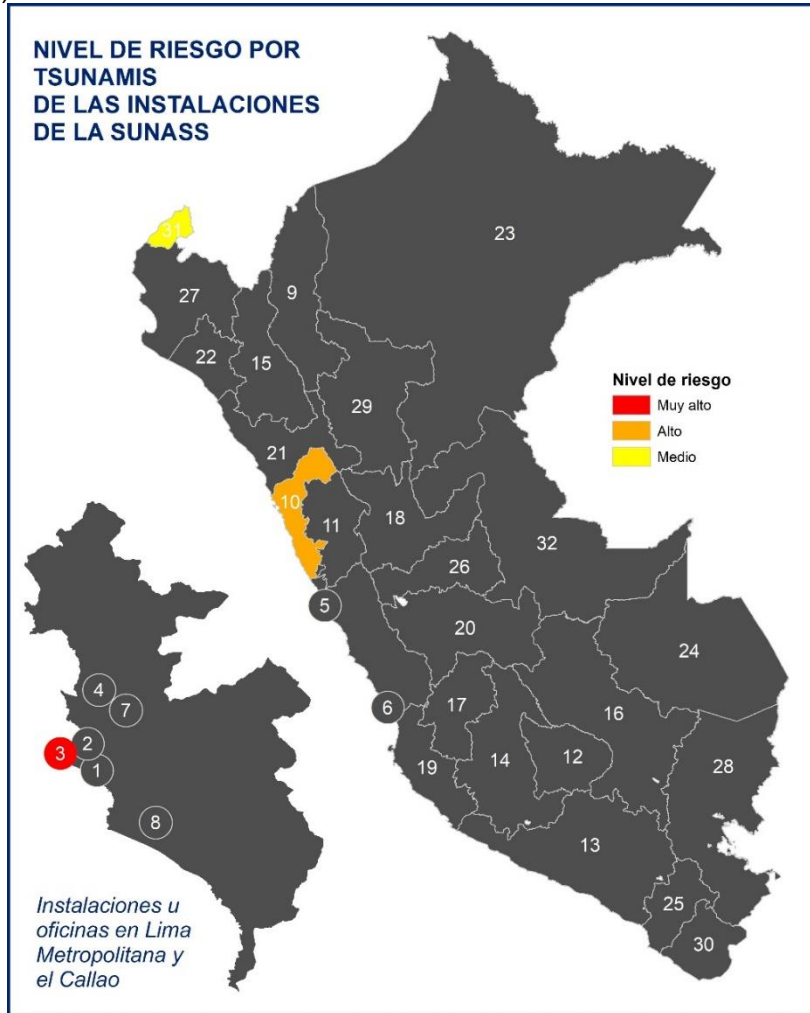 )
NIVEL DE RIESGO POR
TSUNAMIS
DE LAS INSTALACIONES
DE LA SUNASS
31
23
9
27
22
15
29
Nivel de riesgo
Muy alto
Alto
Medio
21
10
11
18
32
26
5
20
24
4
7
6
17
16
2
3
1
14
12
28
19
8
13
25
30
Instalaciones u
oficinas en Lima
Metropolitana y
el Callao